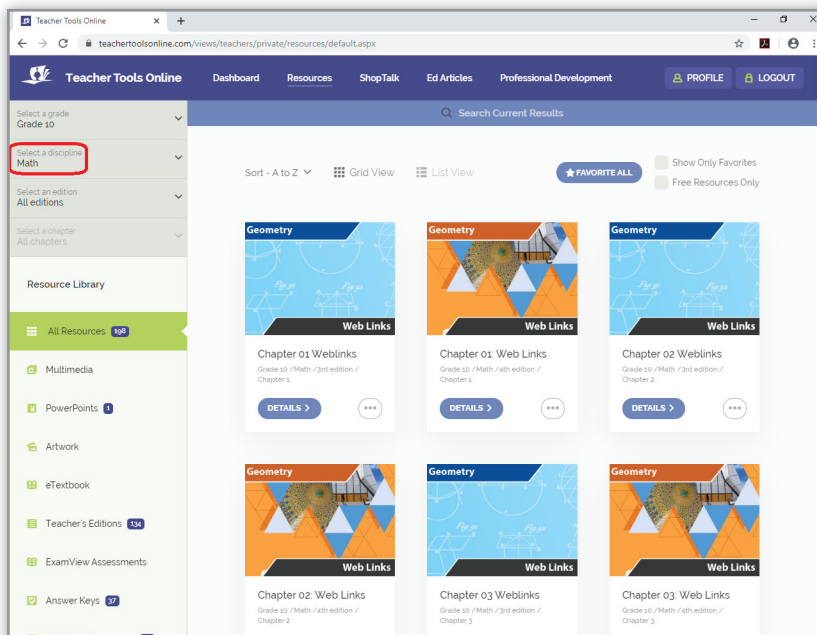 Teacher Tools Online
teachertoolsonline.com/views/teachers/private/resources/default.aspx
Teacher Tools Online
Dashboard Resources ShopTalk Ed Articles Professional Development PROFILE LOGOUT
Select a grade
Grade 10
Select a discipline
Math
Select an edition
All editions
Select a chapter
All chapters
Resource Library
All Resources 198
Multimedia
PowerPoints 1
Artwork
eTextbook
Teacher's Editions 134
ExamView Assessments
Answer Keys 37
Search Current Results
Sort - A to Z Grid View List View FAVORITE ALL
Show Only Favorites
Free Resources Only
Geometry
Web Links
Chapter 01 Weblinks
Grade 10 /Math /3rd edition /
Chapter 1
DETAILS >
Geometry
Web Links
Chapter 01: Web Links
Grade 10 /Math /4th edition /
Chapter 1
DETAILS >
Geometry
Web Links
Chapter 02 Weblinks
Grade 10 /Math /3rd edition /
Chapter 2
DETAILS >
Geometry
Web Links
Chapter 02: Web Links
Grade 10 /Math /4th edition /
Chapter 2
Geometry
Web Links
Chapter 03 Weblinks
Grade 10 /Math /3rd edition /
Chapter 3
Geometry
Web Links
Chapter 03: Web Links
Grade 10 /Math /4th edition /
Chapter 3